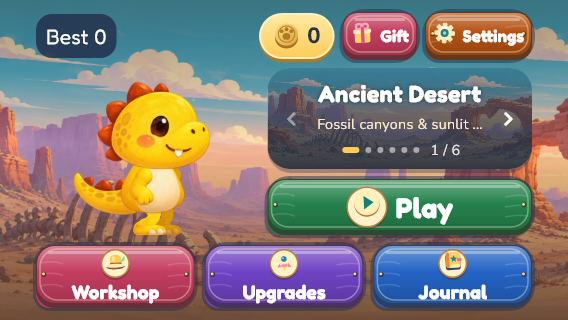 Best 0
0
Gift
Settings
Ancient Desert
Fossil canyons & sunlit ...
1 / 6
Play
Workshop
Upgrades
Journal